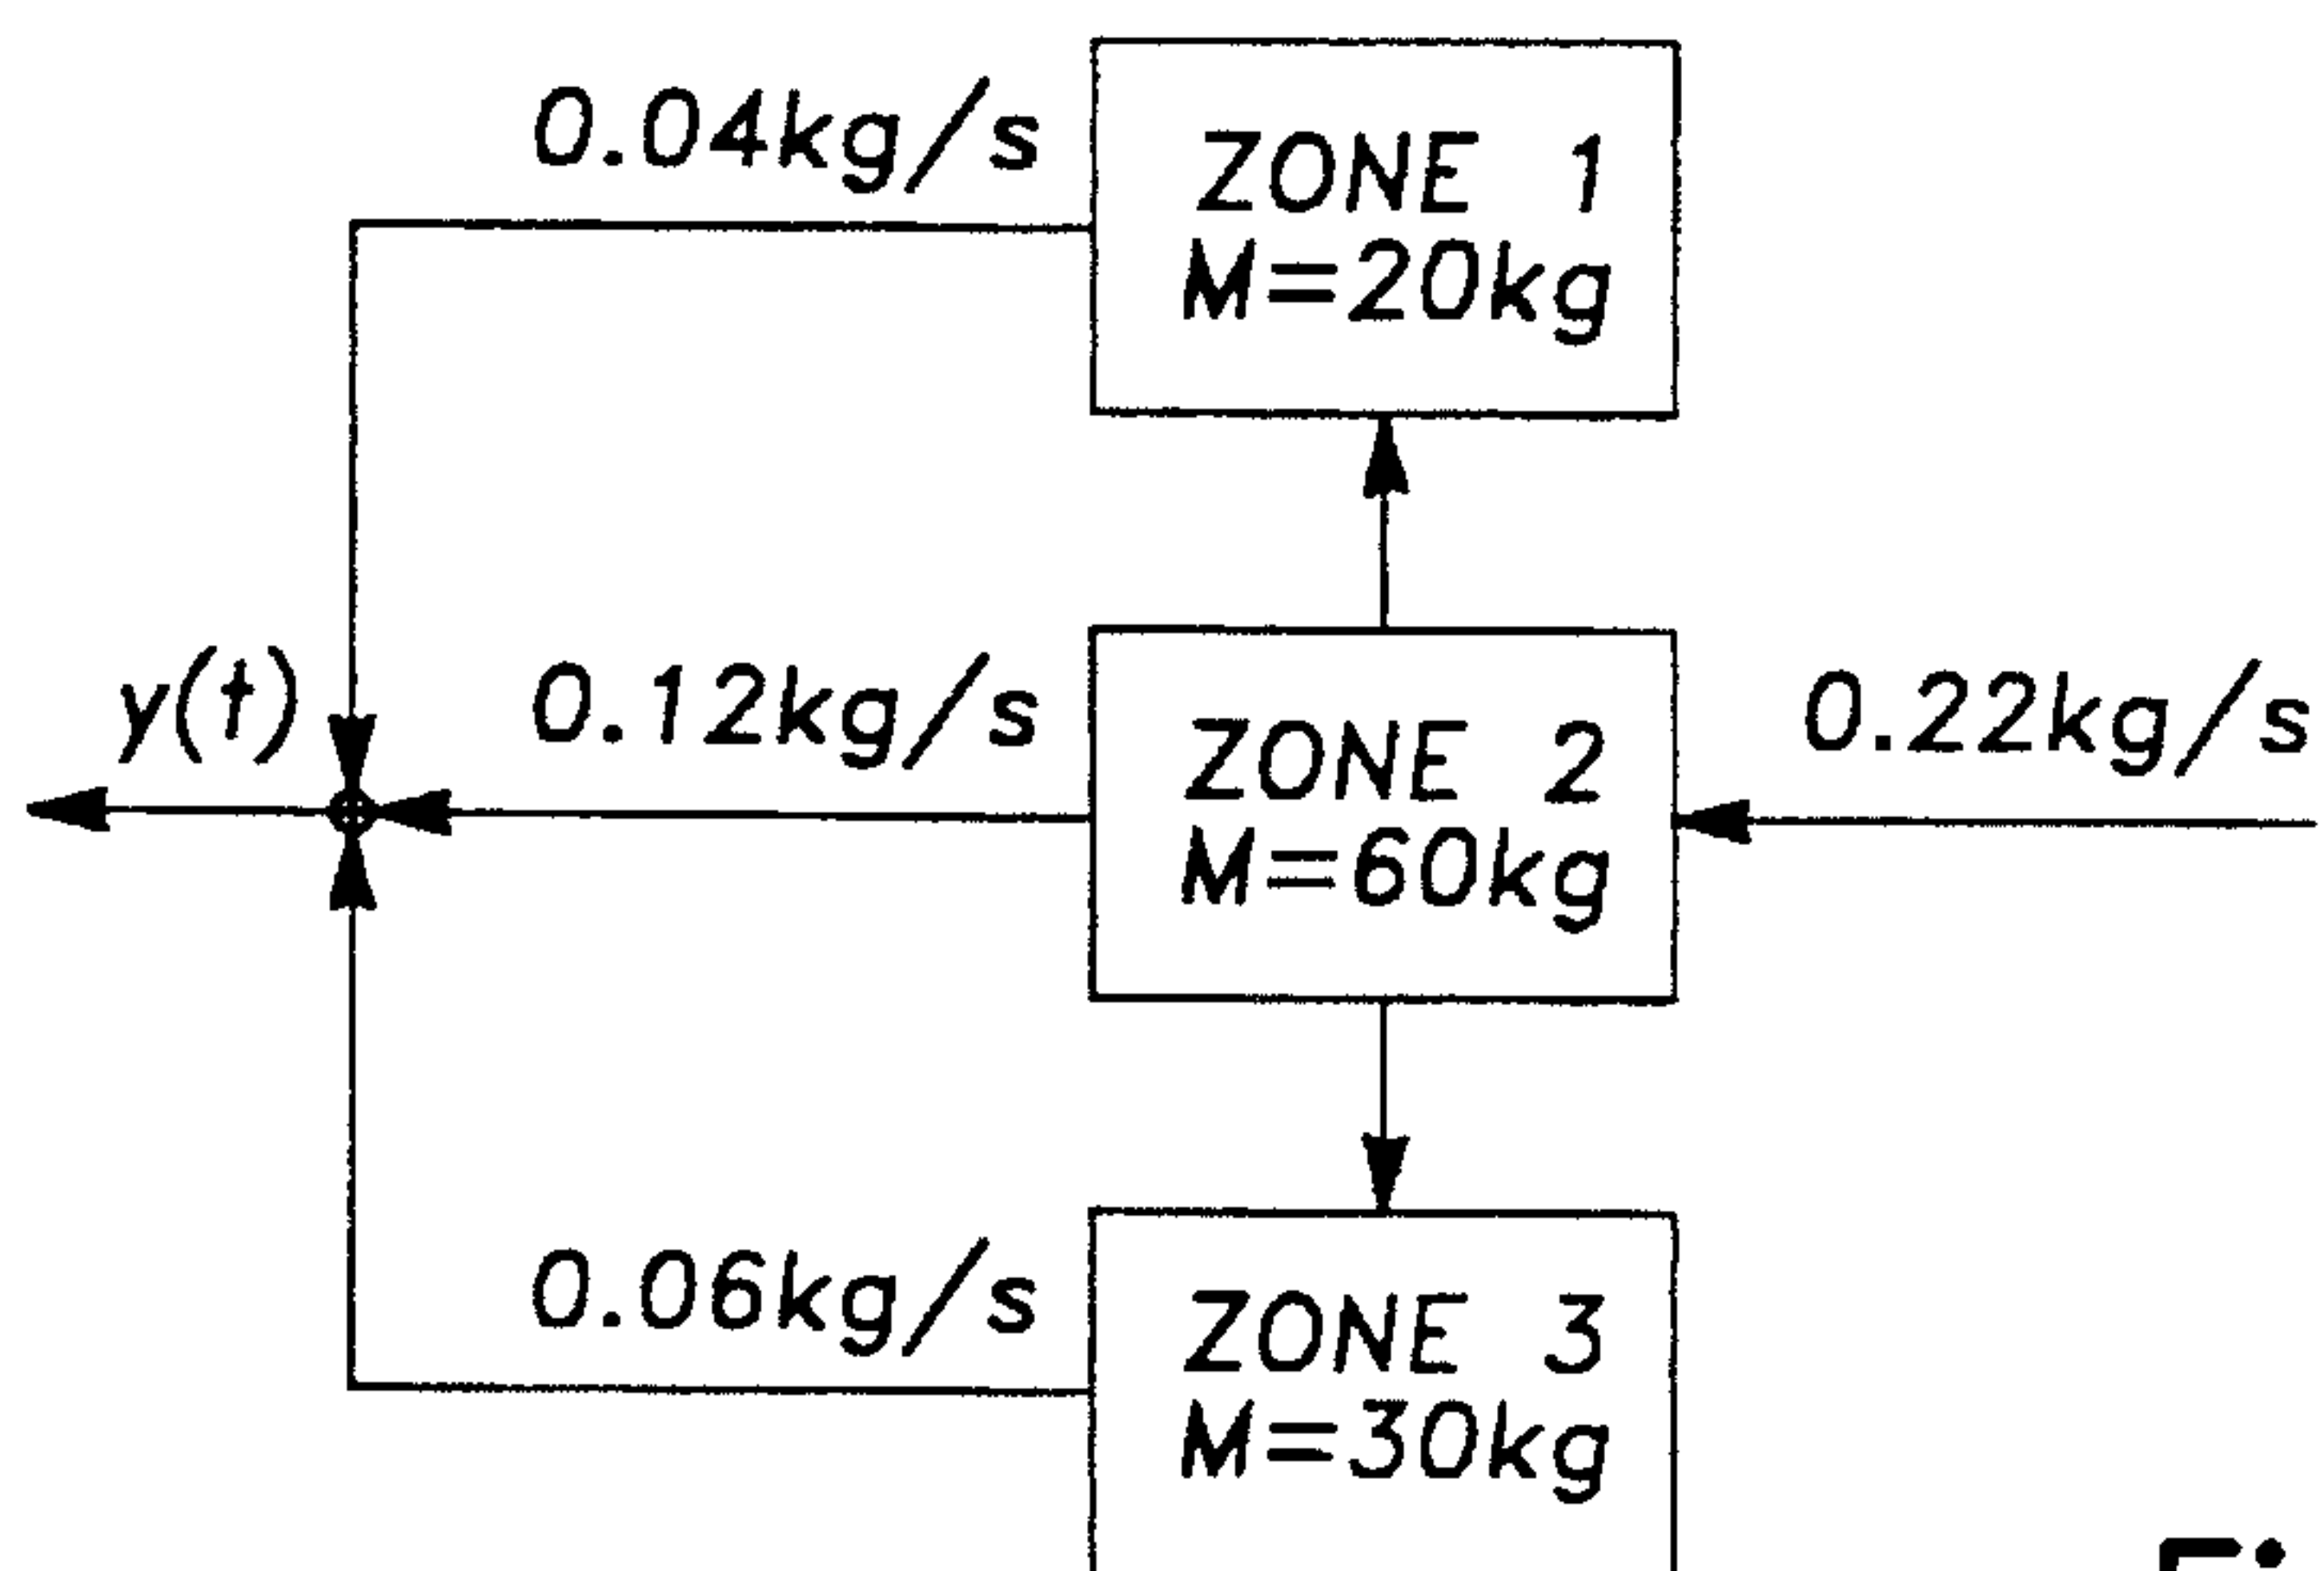 0.04kg/s
ZONE 1
M=20kg
y(t)
0.12kg/s
ZONE 2
M=60kg
0.22kg/s
0.06kg/s
ZONE 3
M=30kg